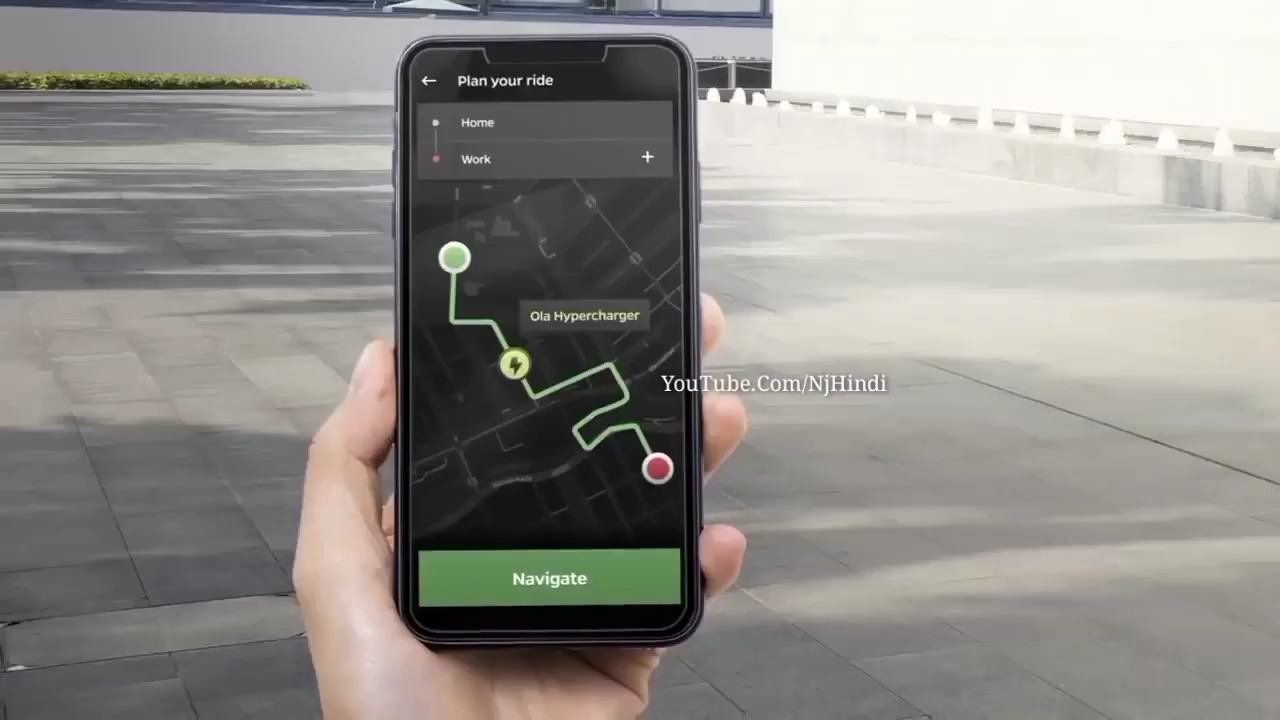 Plan your ride
Home
Work
Ola Hypercharger
YouTube.Com/NjHindi
Navigate